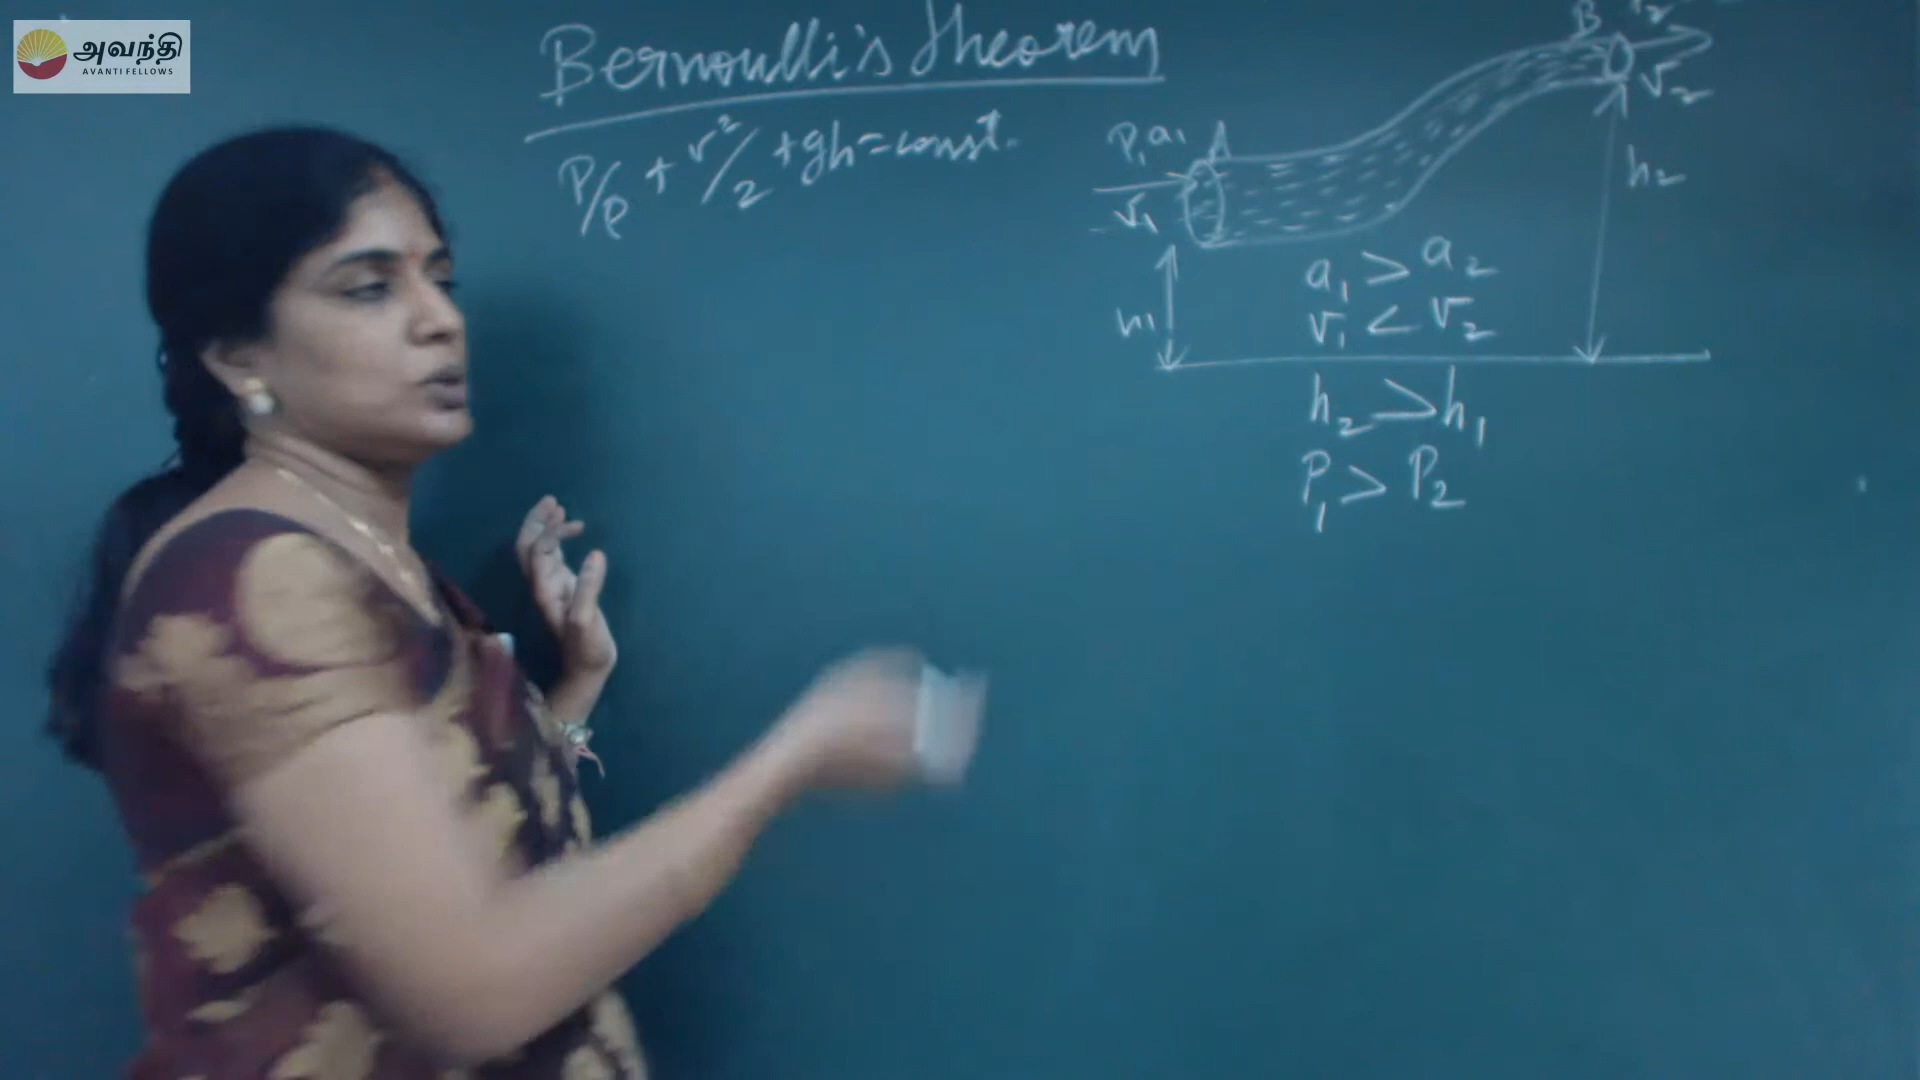 அவந்தி
AVANTI FELLOWS
Bernoulli's Theorem
P/ρ + v²/2 + gh = const.
P₁ a₁ A
v₁
B
v₂
h₁
h₂
a₁ > a₂
v₁ < v₂
h₂ > h₁
P₁ > P₂